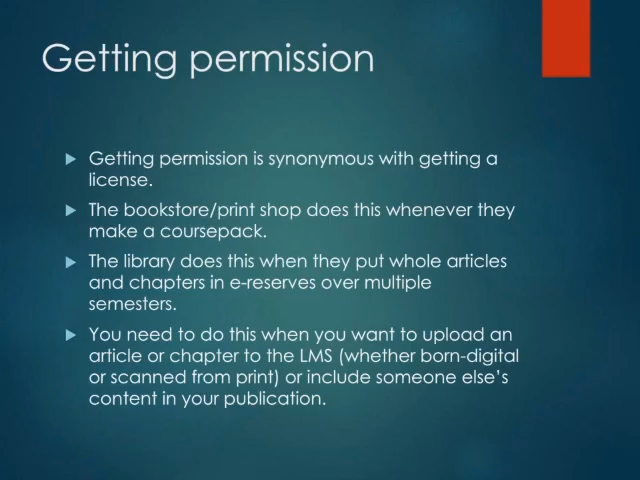 Getting permission
Getting permission is synonymous with getting a
license.
The bookstore/print shop does this whenever they
make a coursepack.
The library does this when they put whole articles
and chapters in e-reserves over multiple
semesters.
You need to do this when you want to upload an
article or chapter to the LMS (whether born-digital
or scanned from print) or include someone else’s
content in your publication.